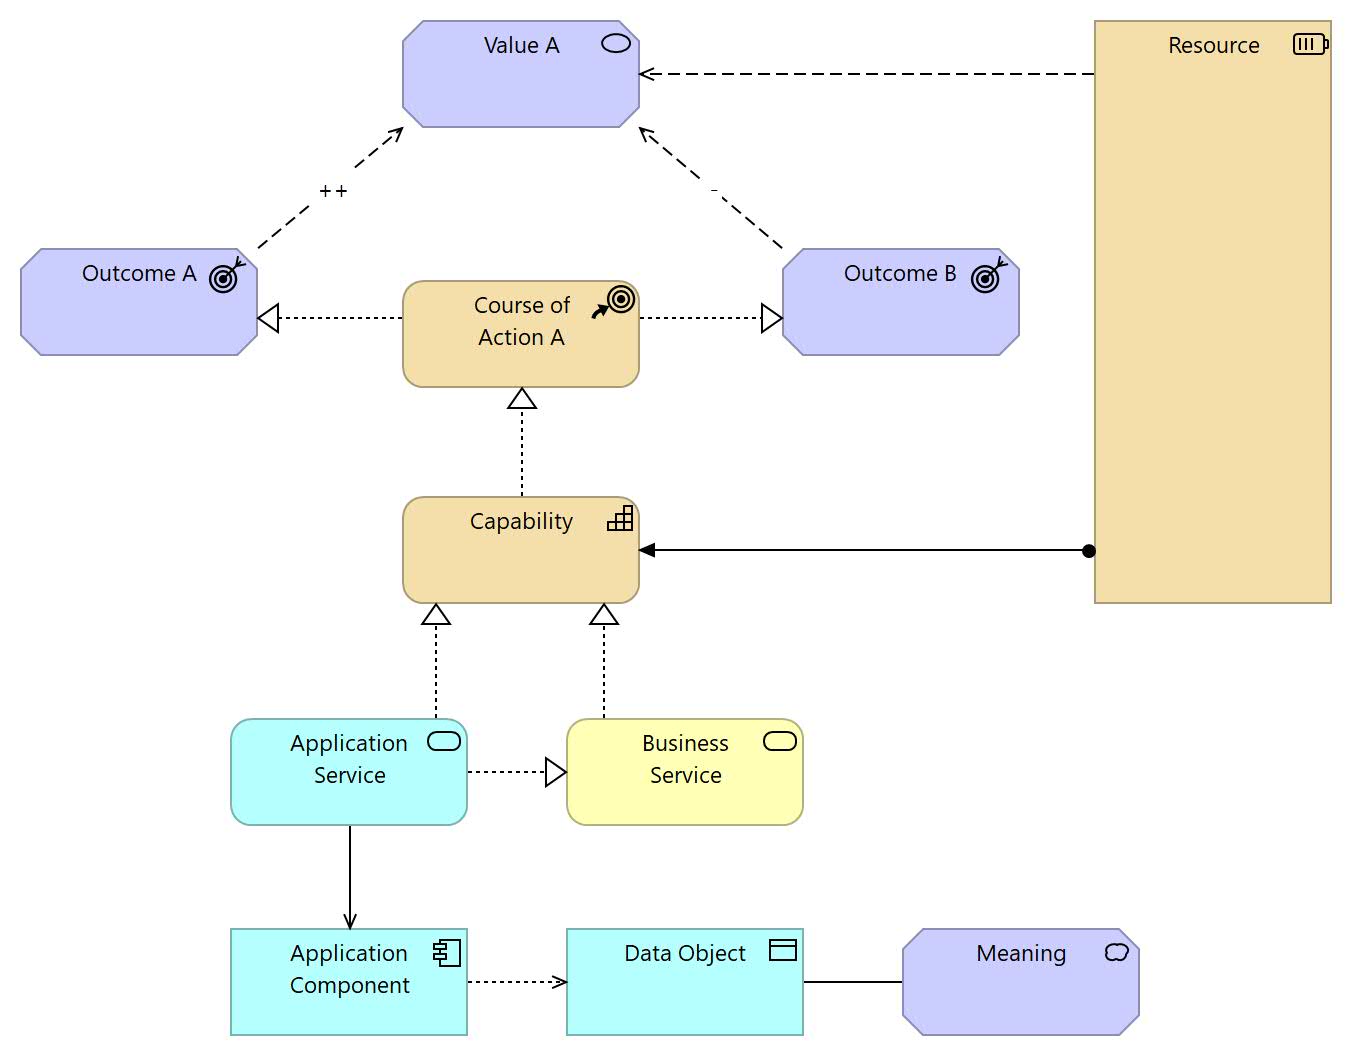 Value A
Resource
++
-
Outcome A
Outcome B
Course of
Action A
Capability
Application
Service
Business
Service
Application
Component
Data Object
Meaning